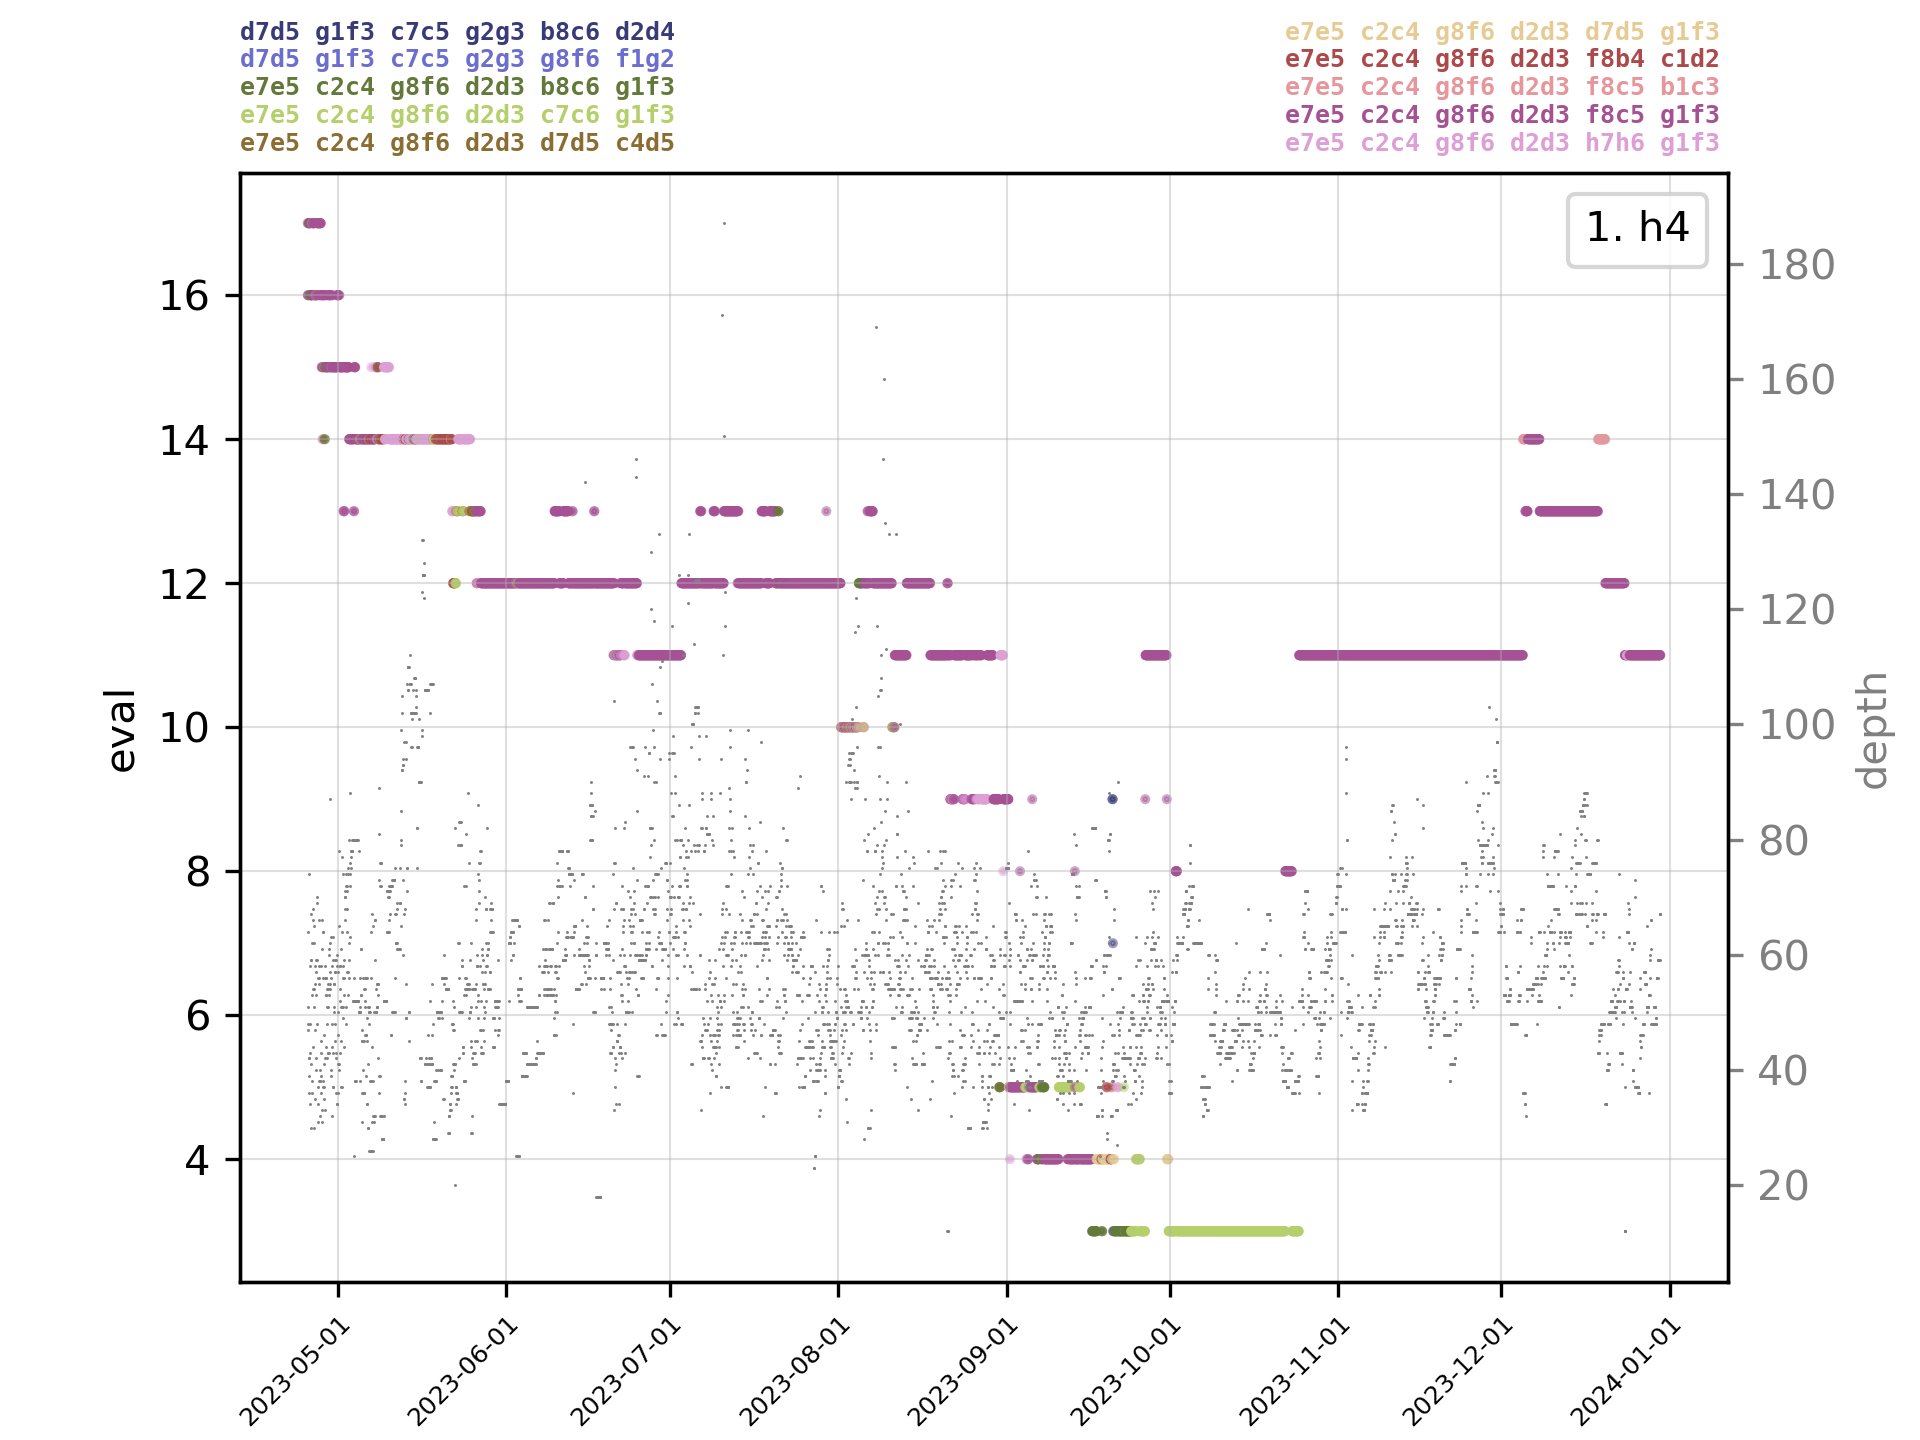 d7d5 g1f3 c7c5 g2g3 b8c6 d2d4
d7d5 g1f3 c7c5 g2g3 g8f6 f1g2
e7e5 c2c4 g8f6 d2d3 b8c6 g1f3
e7e5 c2c4 g8f6 d2d3 c7c6 g1f3
e7e5 c2c4 g8f6 d2d3 d7d5 c4d5
e7e5 c2c4 g8f6 d2d3 d7d5 g1f3
e7e5 c2c4 g8f6 d2d3 f8b4 c1d2
e7e5 c2c4 g8f6 d2d3 f8c5 b1c3
e7e5 c2c4 g8f6 d2d3 f8c5 g1f3
e7e5 c2c4 g8f6 d2d3 h7h6 g1f3
1. h4
eval
16
14
12
10
8
6
4
depth
180
160
140
120
100
80
60
40
20
2023-05-01
2023-06-01
2023-07-01
2023-08-01
2023-09-01
2023-10-01
2023-11-01
2023-12-01
2024-01-01